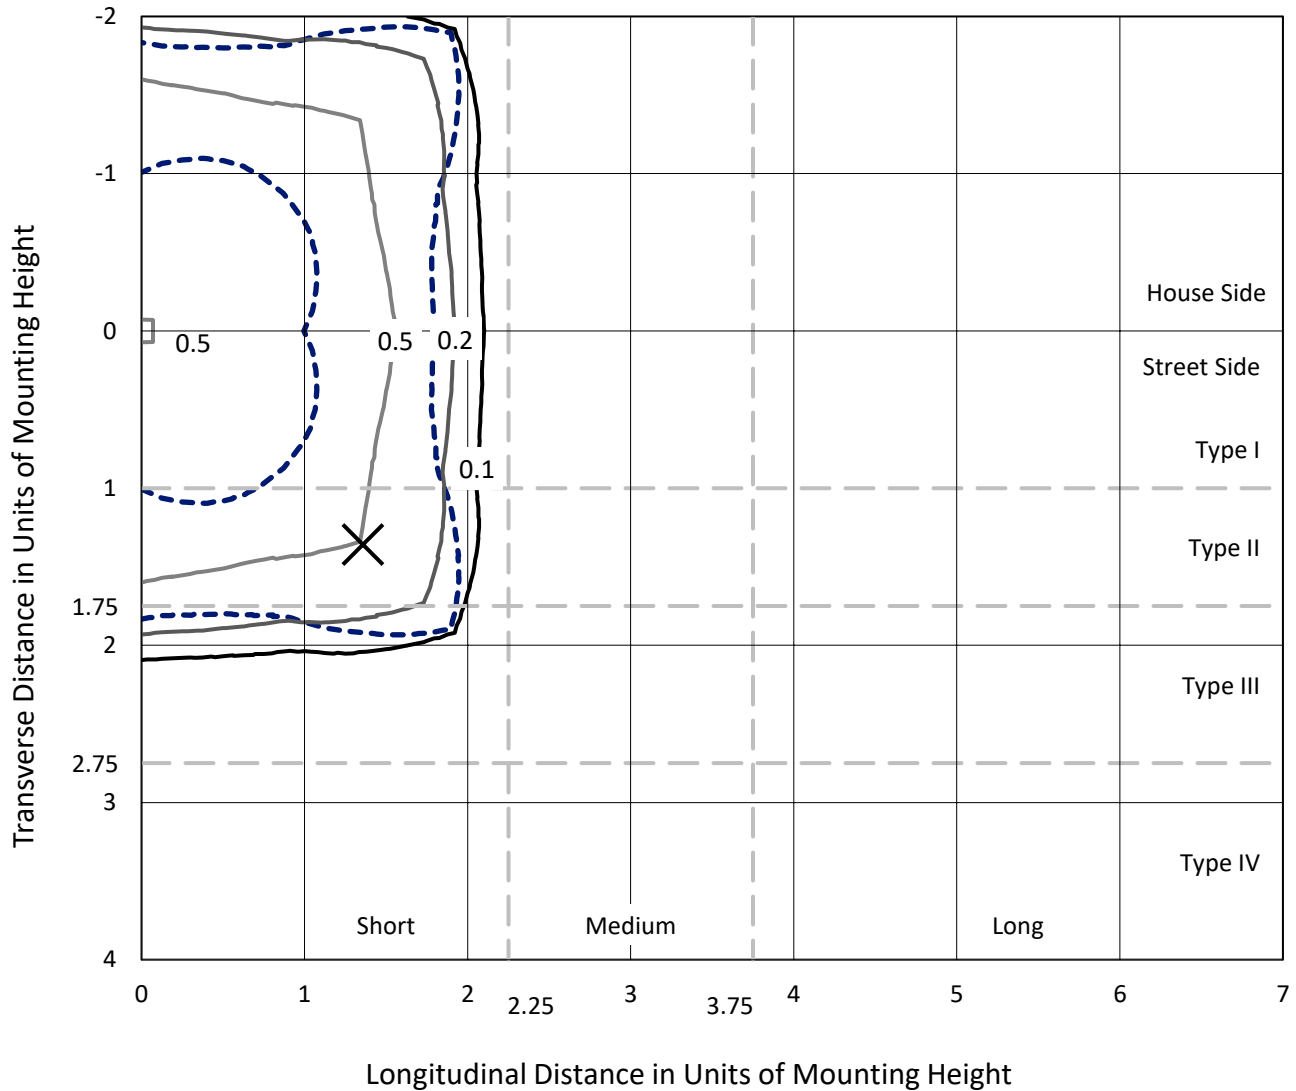 -2
-1
House Side
0
0.5
0.5
0.2
Street Side
Type I
0.1
1
Type II
1.75
2
Type III
2.75
3
Type IV
Short
Medium
Long
4
0
1
2
2.25
3
3.75
4
5
6
7
Transverse Distance in Units of Mounting Height
Longitudinal Distance in Units of Mounting Height